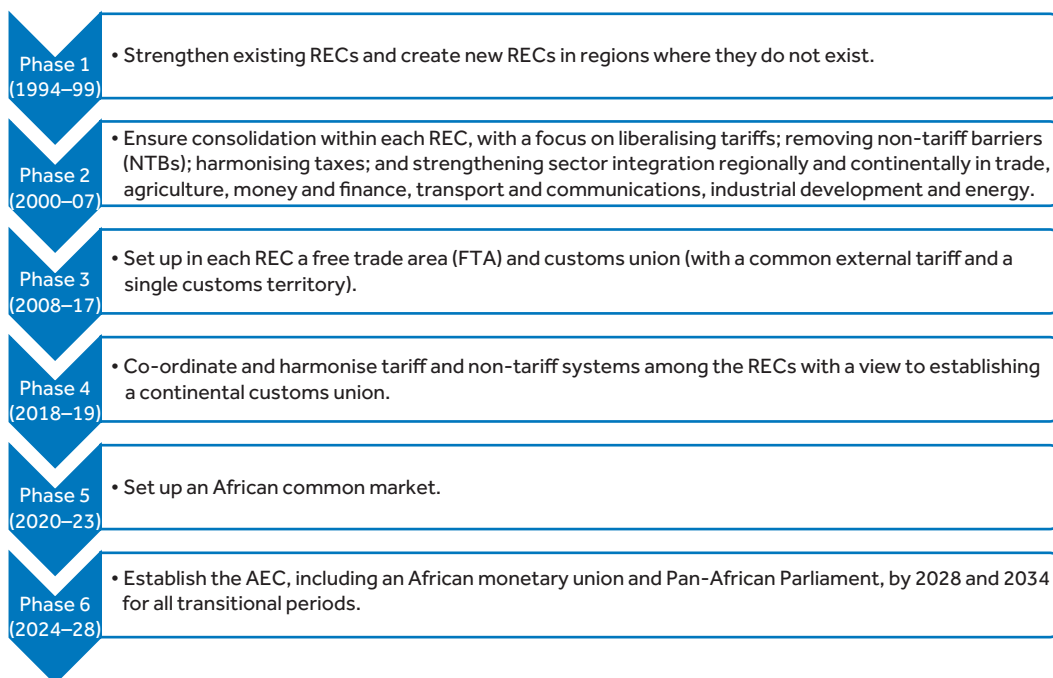 Phase 1
(1994–99)
• Strengthen existing RECs and create new RECs in regions where they do not exist.
Phase 2
(2000–07)
• Ensure consolidation within each REC, with a focus on liberalising tariffs; removing non-tariff barriers
(NTBs); harmonising taxes; and strengthening sector integration regionally and continentally in trade,
agriculture, money and finance, transport and communications, industrial development and energy.
Phase 3
(2008–17)
• Set up in each REC a free trade area (FTA) and customs union (with a common external tariff and a
single customs territory).
Phase 4
(2018–19)
• Co-ordinate and harmonise tariff and non-tariff systems among the RECs with a view to establishing
a continental customs union.
Phase 5
(2020–23)
• Set up an African common market.
Phase 6
(2024–28)
• Establish the AEC, including an African monetary union and Pan-African Parliament, by 2028 and 2034
for all transitional periods.